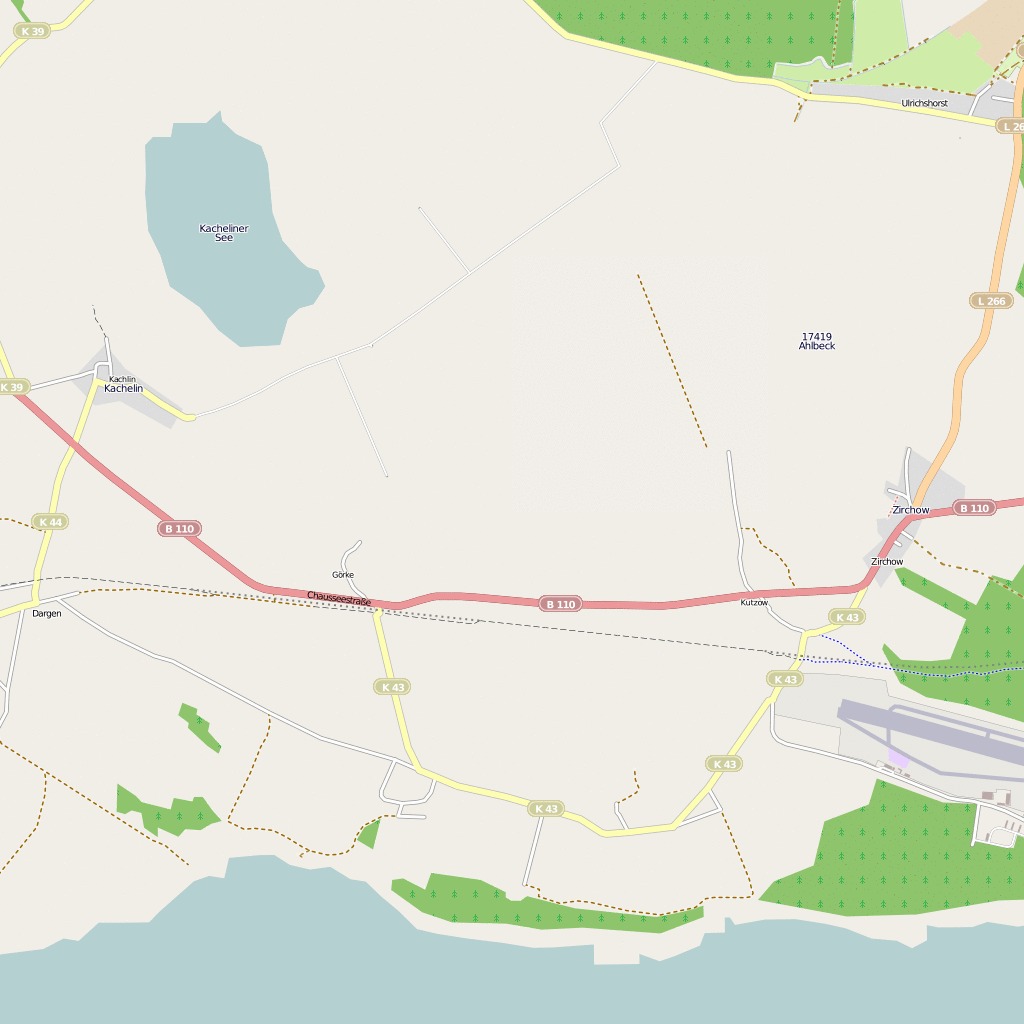 K 39
Ulrichshorst
L 26
Kacheliner
See
L 266
17419
Ahlbeck
K 39
Kachlin
Kachelin
B 110
Zirchow
K 44
B 110
Zirchow
Görke
Chausseestraße
B 110
Kutzow
Dargen
K 43
K 43
K 43
K 43
K 43